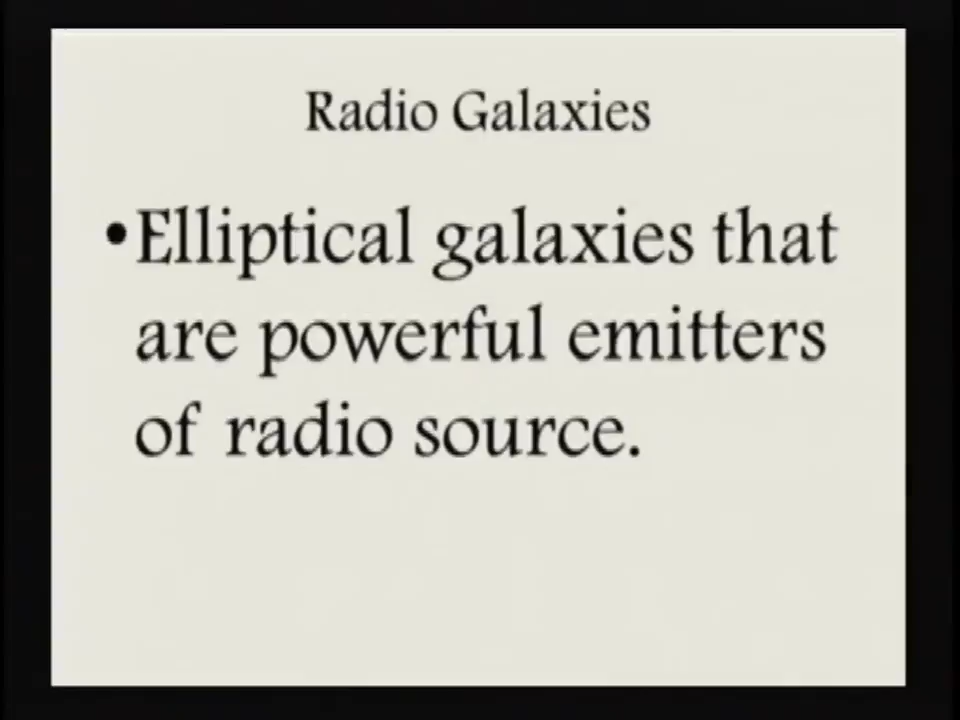 Radio Galaxies
•Elliptical galaxies that
are powerful emitters
of radio source.